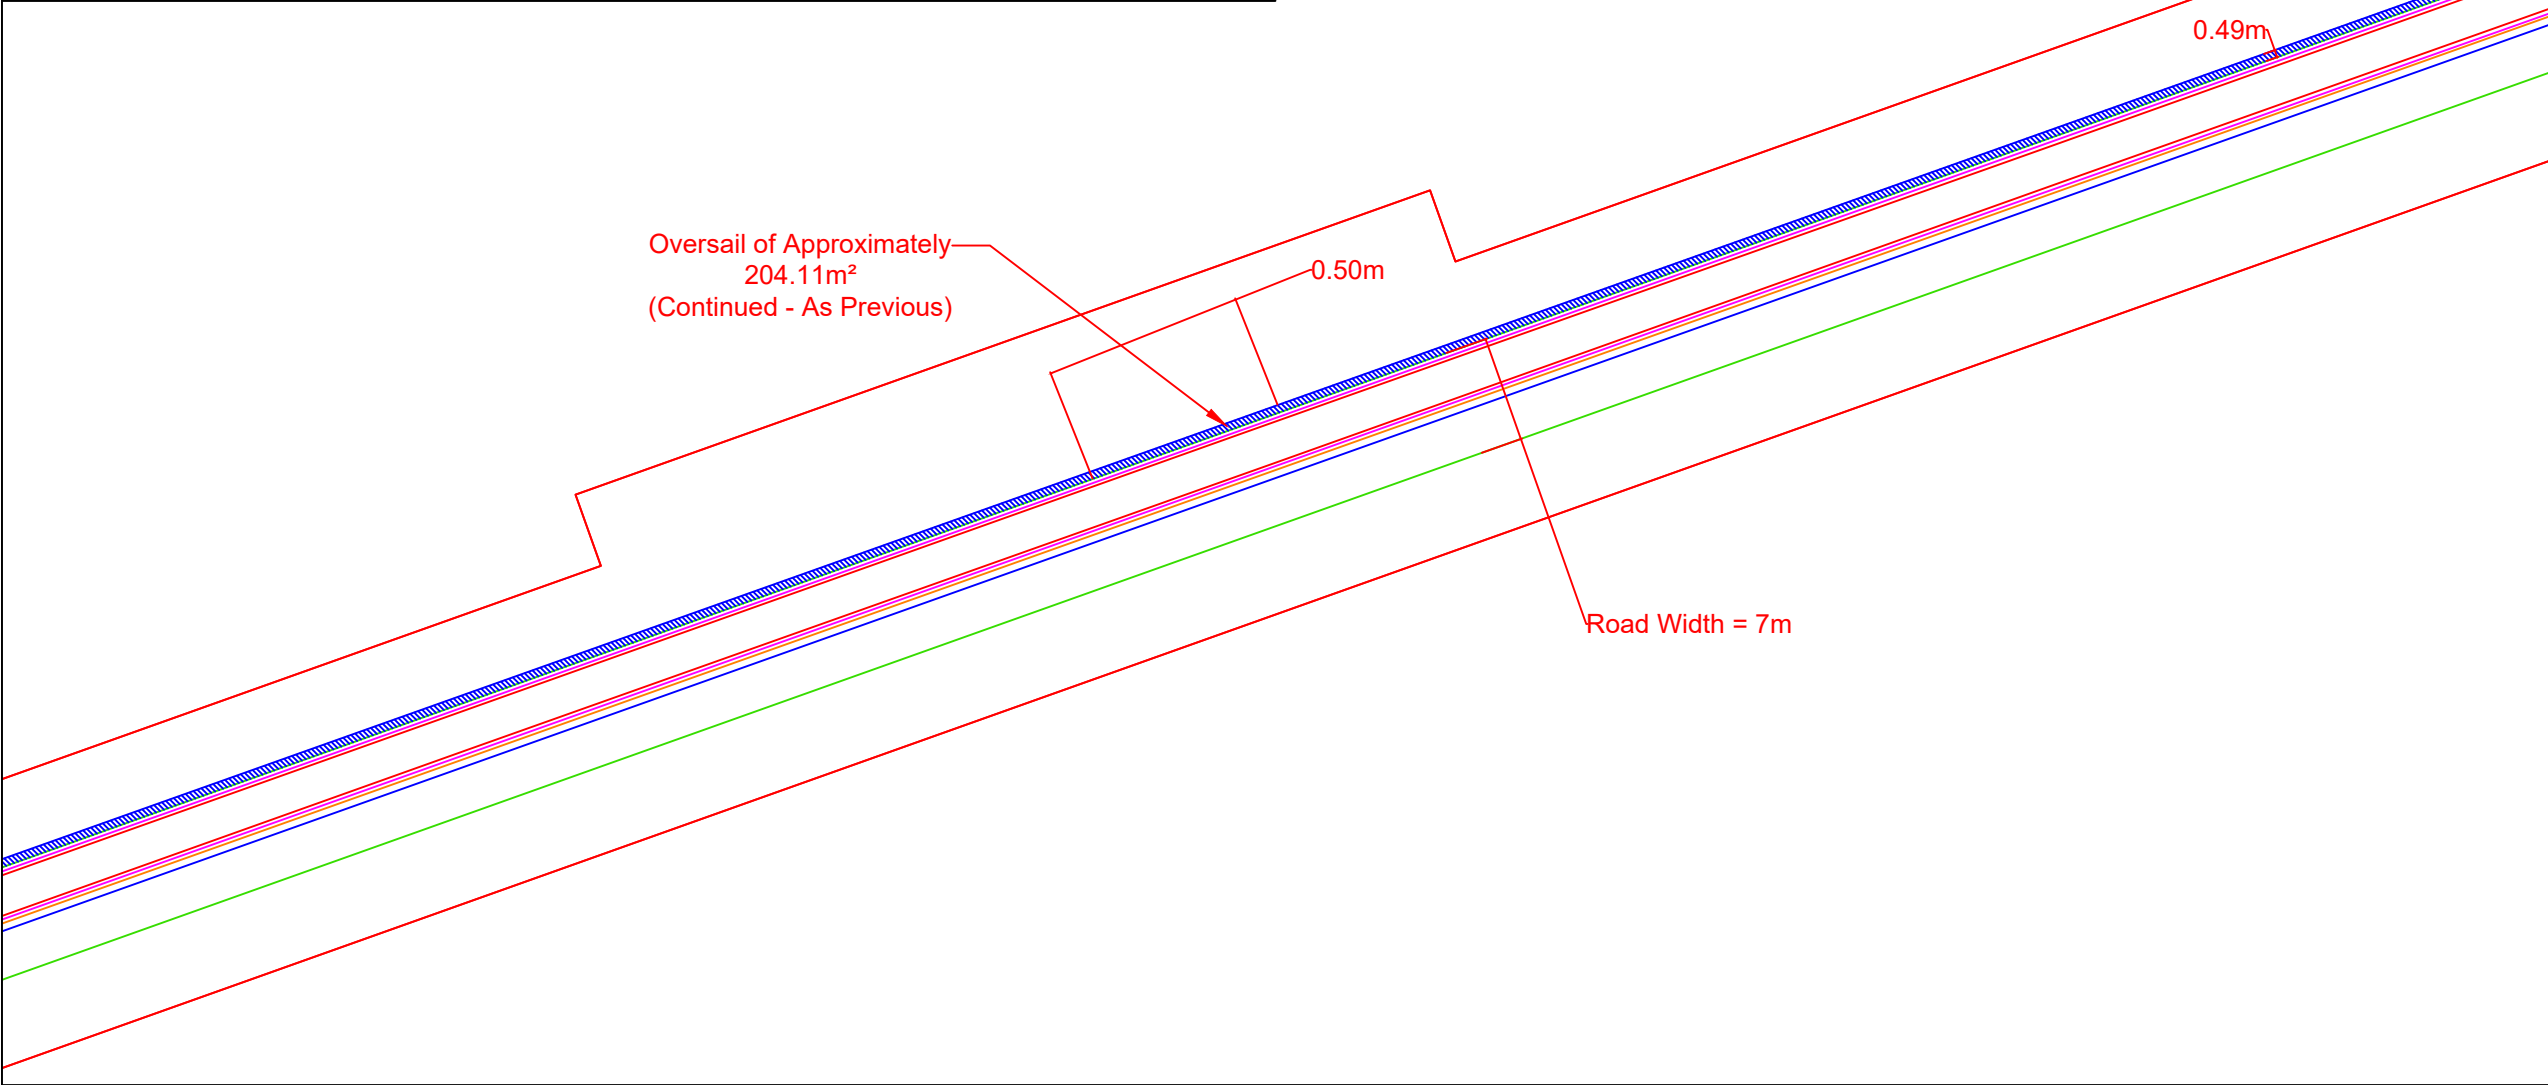 0.49m
Oversail of Approximately
204.11m²
(Continued - As Previous)
0.50m
Road Width = 7m